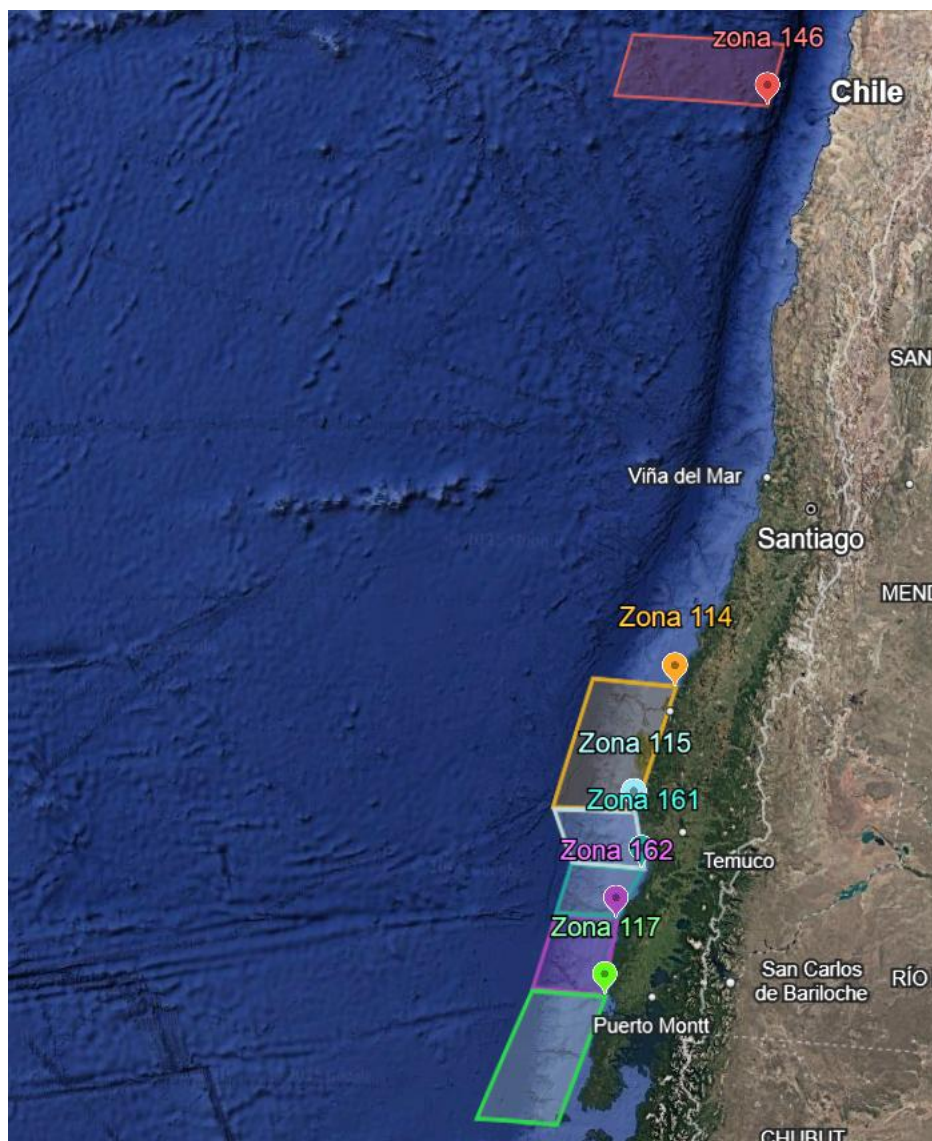 zona 146
Chile
SAN
Viña del Mar
Santiago
MEND
Zona 114
Zona 115
Zona 161
Zona 162
Temuco
Zona 117
San Carlos
de Bariloche
RÍO
Puerto Montt
CHUBUT